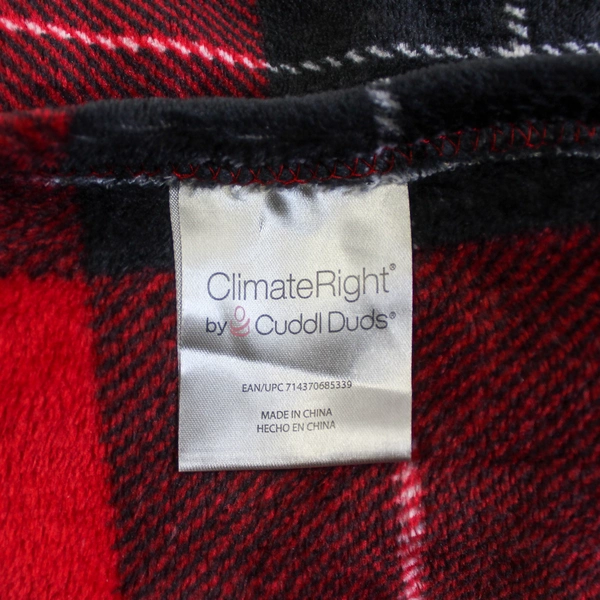 ClimateRight®
by Cuddl Duds®
EAN/UPC 714370685339
MADE IN CHINA
HECHO EN CHINA